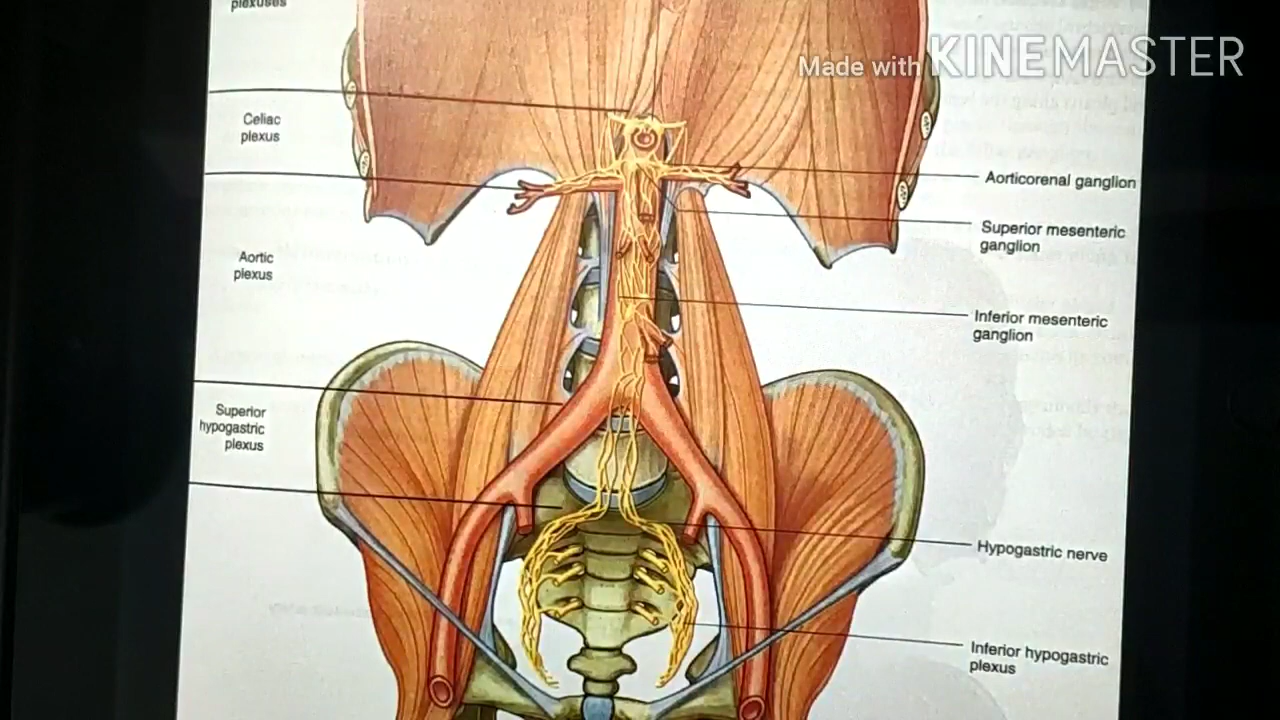 plexuses
Made with KINEMASTER
Celiac
plexus
Aorticorenal ganglion
Superior mesenteric
ganglion
Aortic
plexus
Inferior mesenteric
ganglion
Superior
hypogastric
plexus
Hypogastric nerve
Inferior hypogastric
plexus